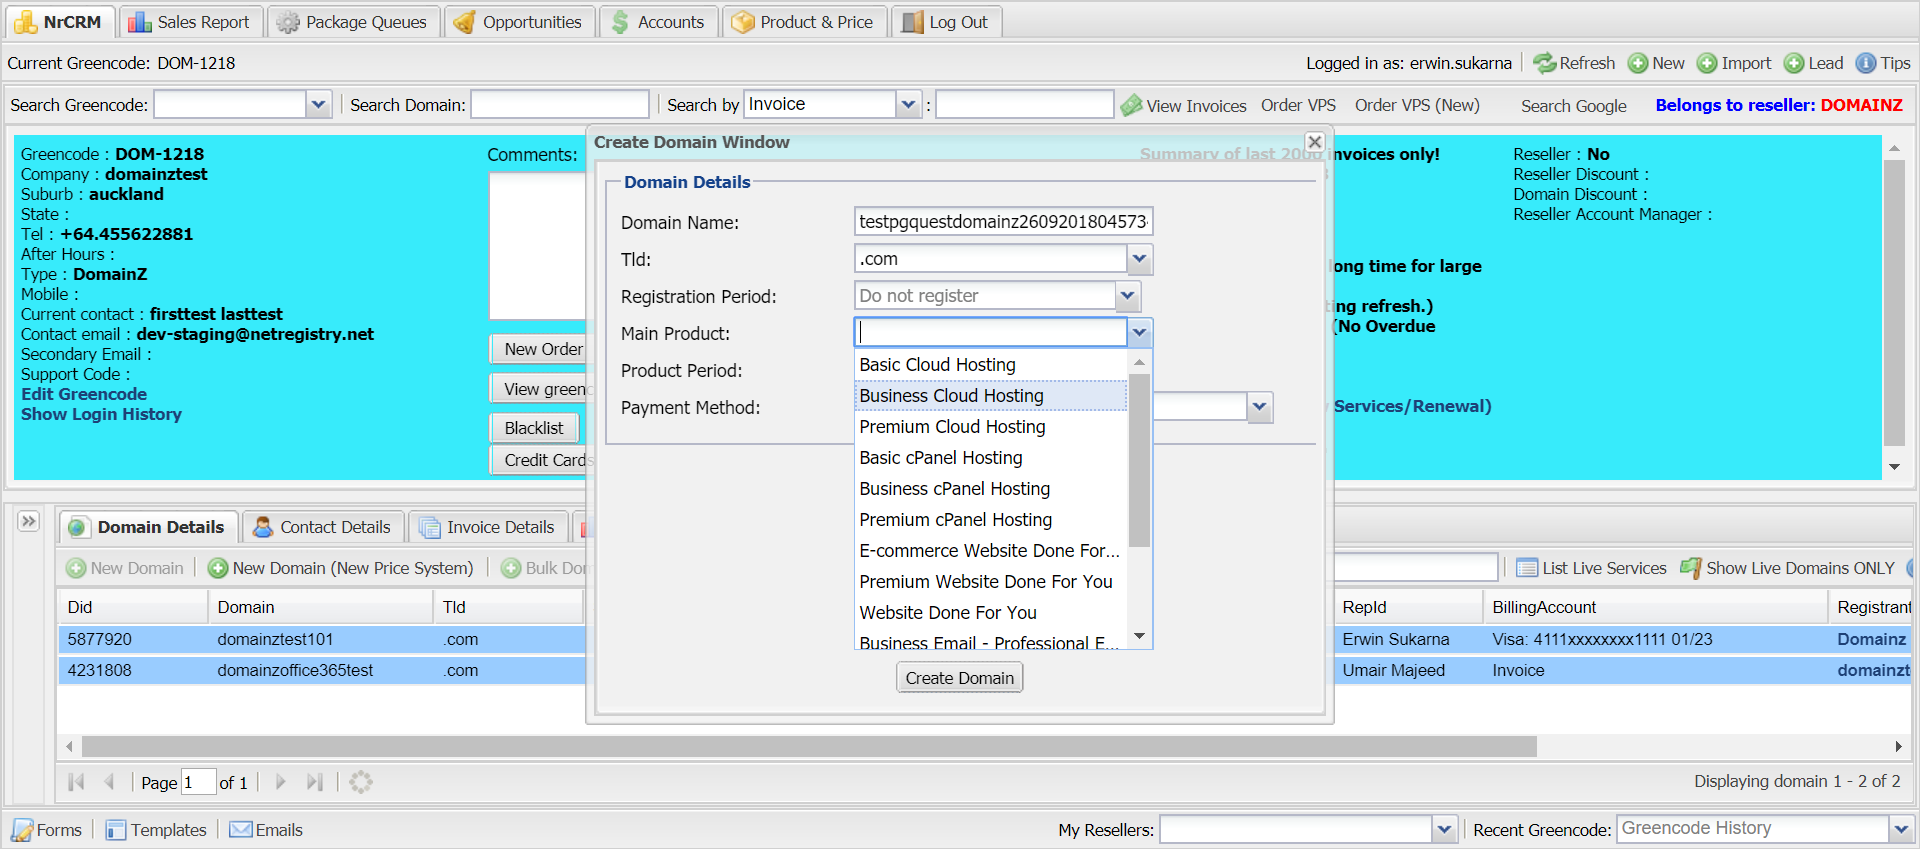 NrCRM
Sales Report
Package Queues
Opportunities
Accounts
Product & Price
Log Out
Current Greencode: DOM-1218
Logged in as: erwin.sukarna
Refresh
New
Import
Lead
Tips
Search Greencode:
Search Domain:
Search by
Invoice
:
View Invoices
Order VPS
Order VPS (New)
Search Google
Belongs to reseller: DOMAINZ
Greencode : DOM-1218
Company : domainztest
Suburb : auckland
State :
Tel : +64.455622881
After Hours :
Type : DomainZ
Mobile :
Current contact : firsttest lasttest
Contact email : dev-staging@netregistry.net
Secondary Email :
Support Code :
Edit Greencode
Show Login History
Comments:
New Order
View greenc
Blacklist
Credit Cards
Summary of last 2000 invoices only!
ong time for large
ing refresh.)
(No Overdue
Services/Renewal)
Reseller : No
Reseller Discount :
Domain Discount :
Reseller Account Manager :
Create Domain Window
Domain Details
Domain Name:
testpgquestdomainz2609201804573
Tld:
.com
Registration Period:
Do not register
Main Product:
Product Period:
Payment Method:
Basic Cloud Hosting
Business Cloud Hosting
Premium Cloud Hosting
Basic cPanel Hosting
Business cPanel Hosting
Premium cPanel Hosting
E-commerce Website Done For...
Premium Website Done For You
Website Done For You
Business Email - Professional E...
Create Domain
Domain Details
Contact Details
Invoice Details
New Domain
New Domain (New Price System)
Bulk Dom
List Live Services
Show Live Domains ONLY
Did
Domain
Tld
RepId
BillingAccount
Registrant
5877920
domainztest101
.com
Erwin Sukarna
Visa: 4111xxxxxxxx1111 01/23
Domainz
4231808
domainzoffice365test
.com
Umair Majeed
Invoice
domainzt
Page 1 of 1
Displaying domain 1 - 2 of 2
Forms
Templates
Emails
My Resellers:
Recent Greencode:
Greencode History